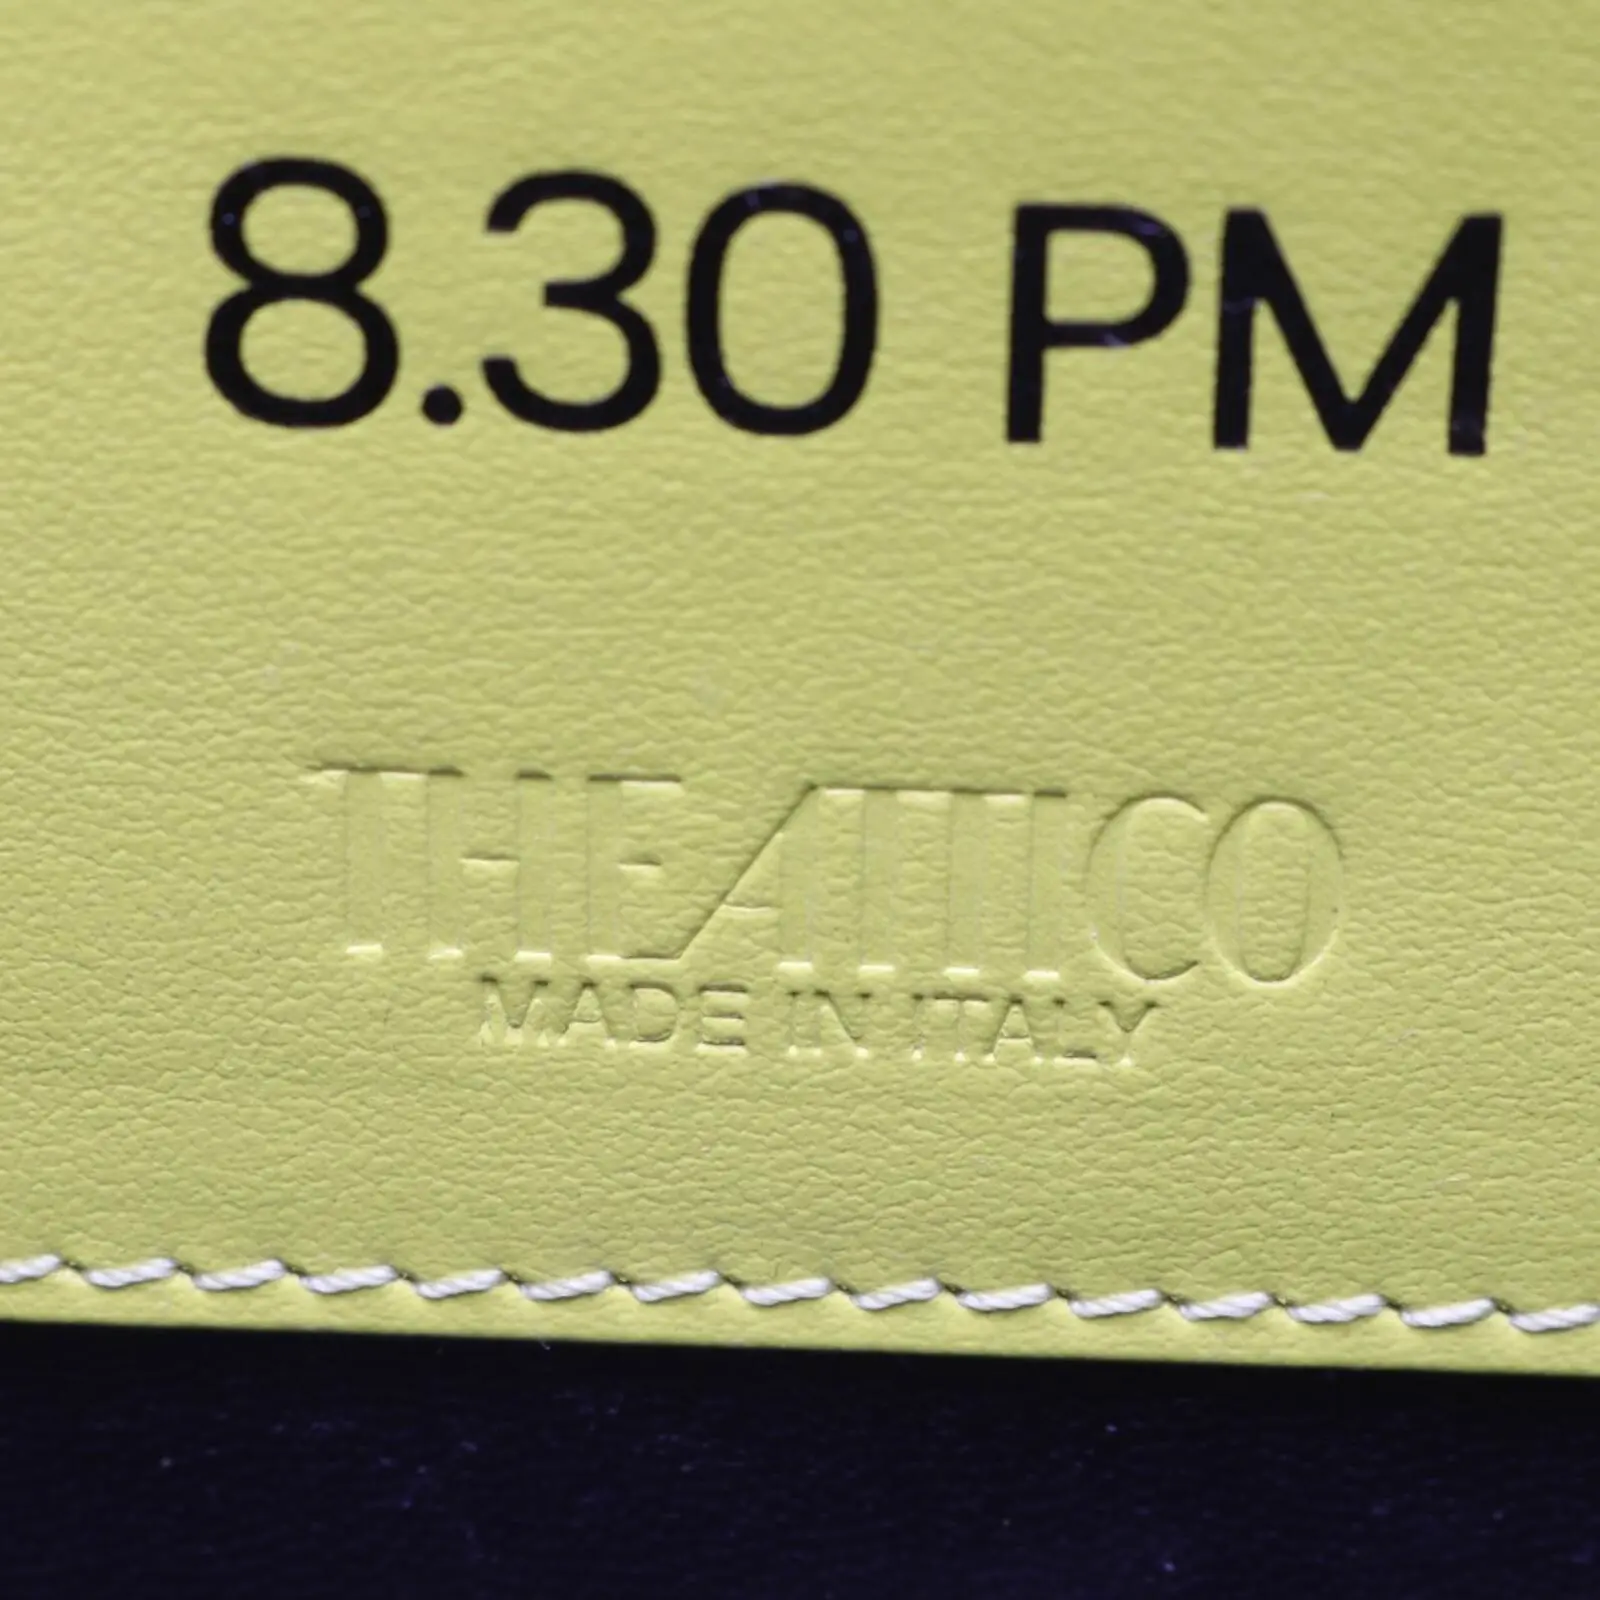 8.30 PM
THE ATTICO
MADE IN ITALY